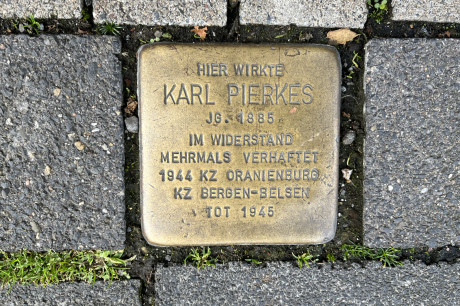 HIER WIRKTE
KARL PIERKES
JG. 1885
IM WIDERSTAND
MEHRMALS VERHAFTET
1944 KZ ORANIENBURG
KZ BERGEN-BELSEN
TOT 1945